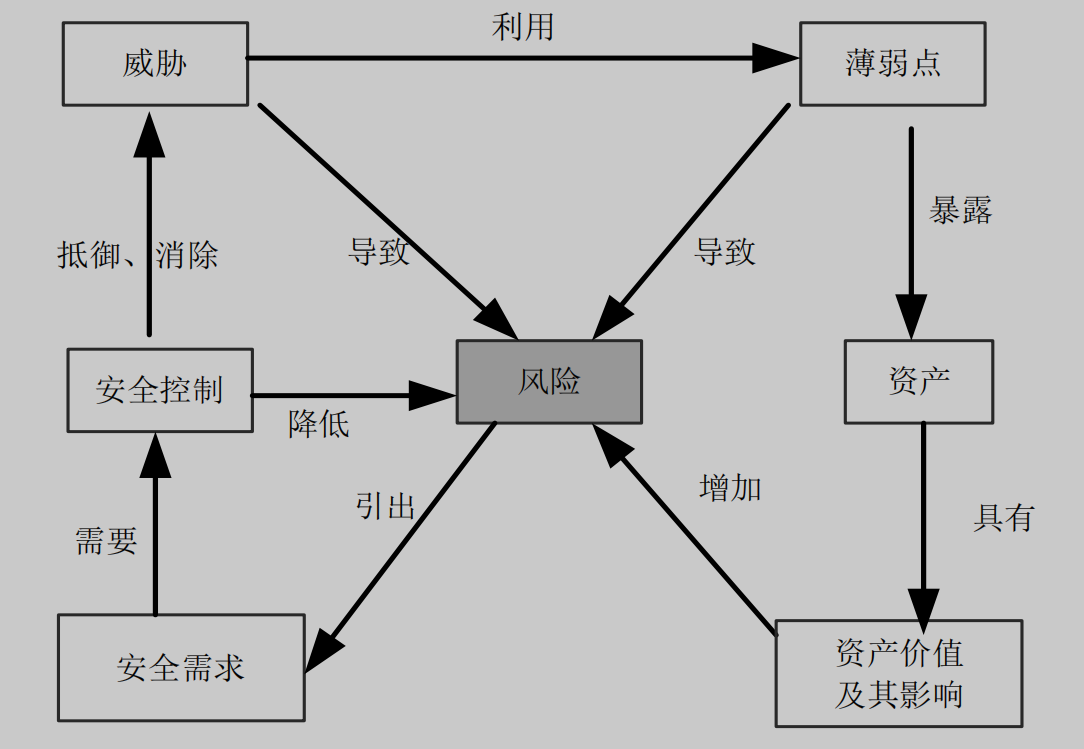 利用
威胁
薄弱点
暴露
抵御、消除
导致
导致
安全控制
风险
资产
降低
增加
引出
具有
需要
安全需求
资产价值
及其影响